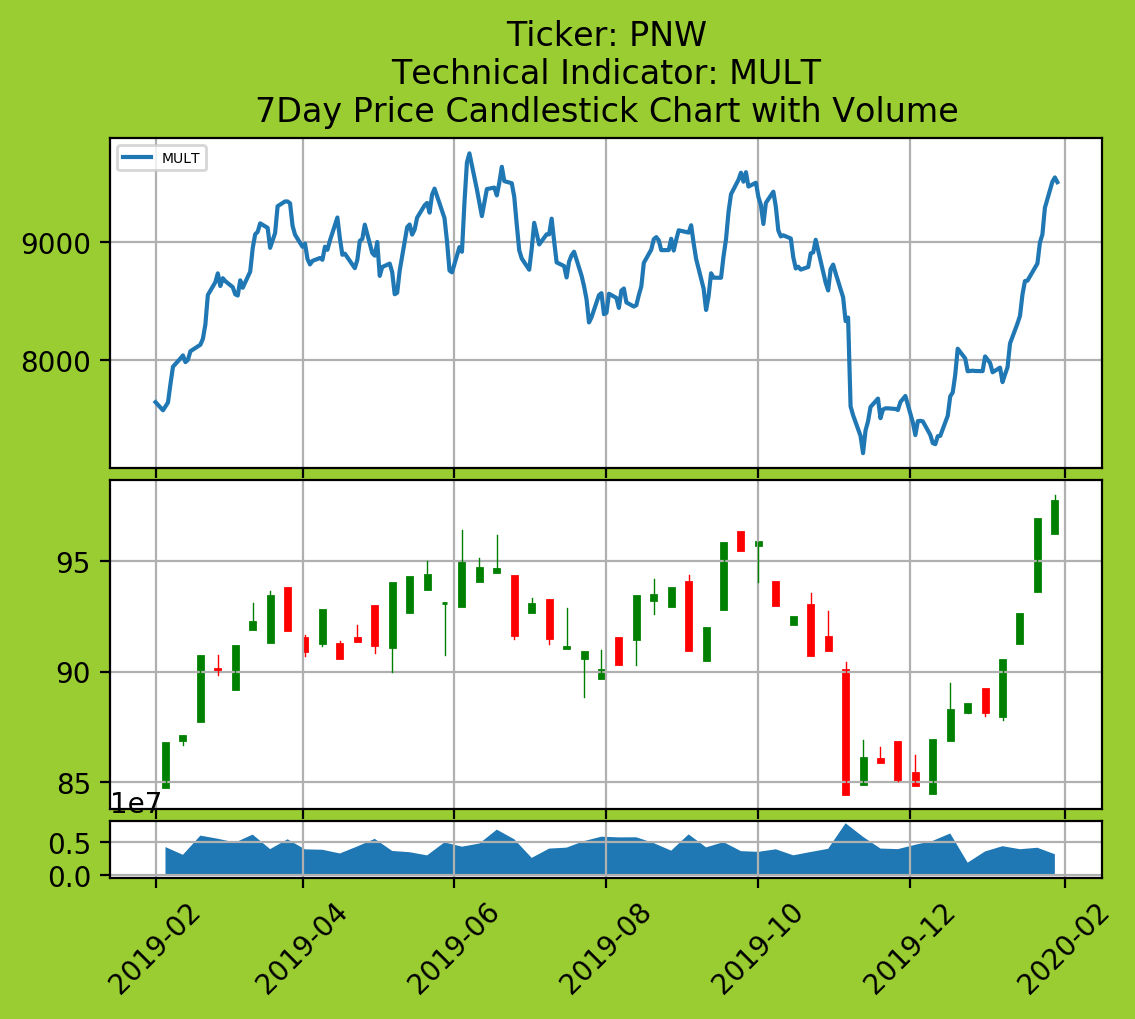 Ticker: PNW
Technical Indicator: MULT
7Day Price Candlestick Chart with Volume
MULT
9000
8000
95
90
85
1e7
0.5
0.0
2019-02
2019-04
2019-06
2019-08
2019-10
2019-12
2020-02